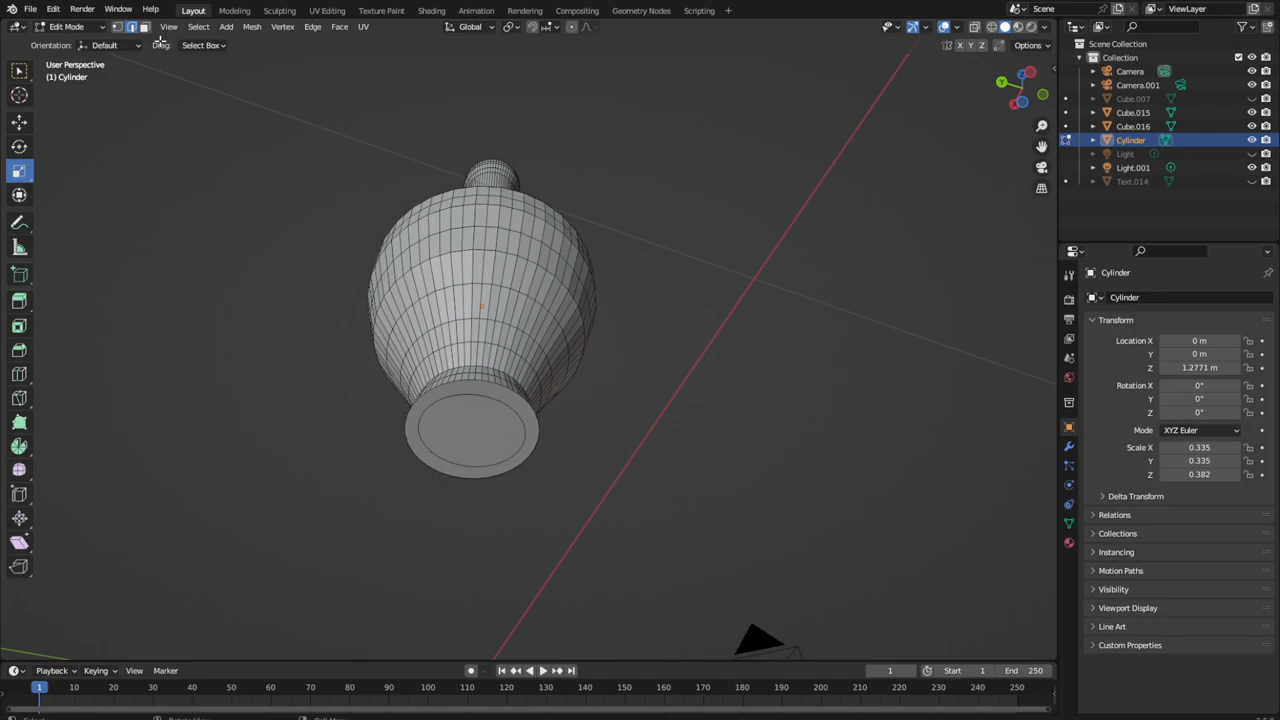 File Edit Render Window Help
Layout Modeling Sculpting UV Editing Texture Paint Shading Animation Rendering Compositing Geometry Nodes Scripting
Scene
ViewLayer
Edit Mode View Select Add Mesh Vertex Edge Face UV
Global
Orientation: Default Drag: Select Box
X Y Z Options
User Perspective
(1) Cylinder
Y
Z
Scene Collection
Collection
Camera
Camera.001
Cube.007
Cube.015
Cube.016
Cylinder
Light
Light.001
Text.014
Cylinder
Cylinder
Transform
Location X 0 m
Y 0 m
Z 1.2771 m
Rotation X 0°
Y 0°
Z 0°
Mode XYZ Euler
Scale X 0.335
Y 0.335
Z 0.382
Delta Transform
Relations
Collections
Instancing
Motion Paths
Visibility
Viewport Display
Line Art
Custom Properties
Playback Keying View Marker
1 Start 1 End 250
1 10 20 30 40 50 60 70 80 90 100 110 120 130 140 150 160 170 180 190 200 210 220 230 240 250